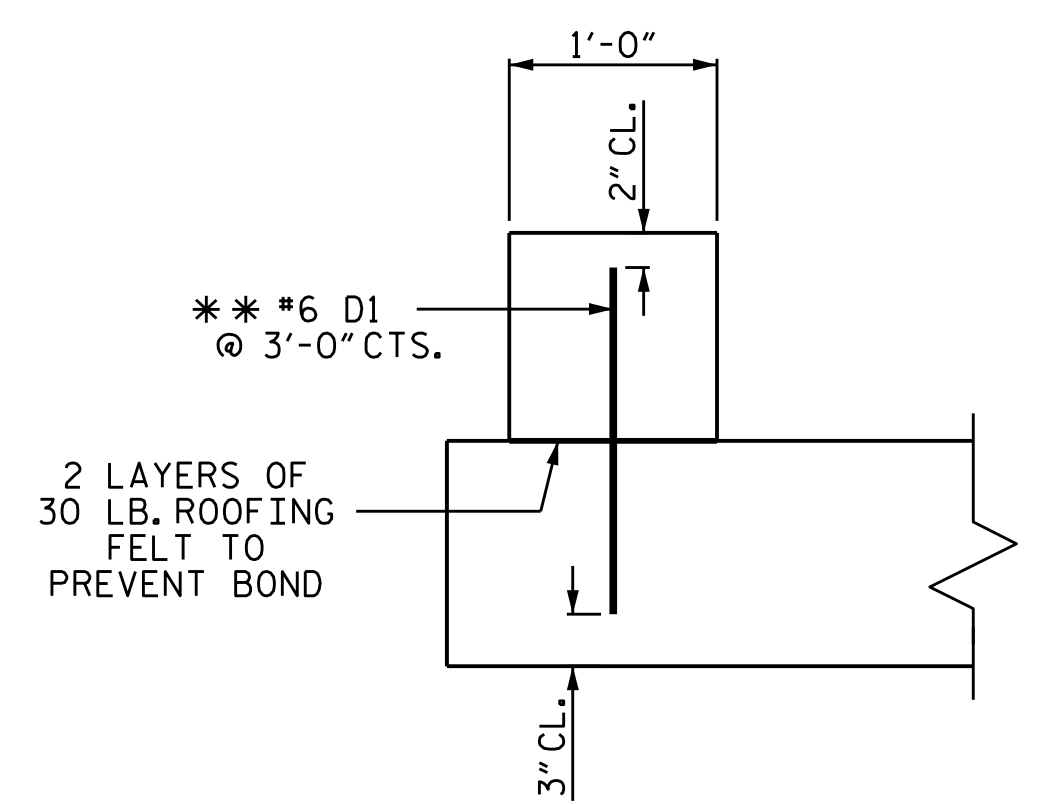 1'-0"
2" CL.
✳✳ #6 D1
@ 3'-0" CTS.
2 LAYERS OF
30 LB. ROOFING
FELT TO
PREVENT BOND
3" CL.